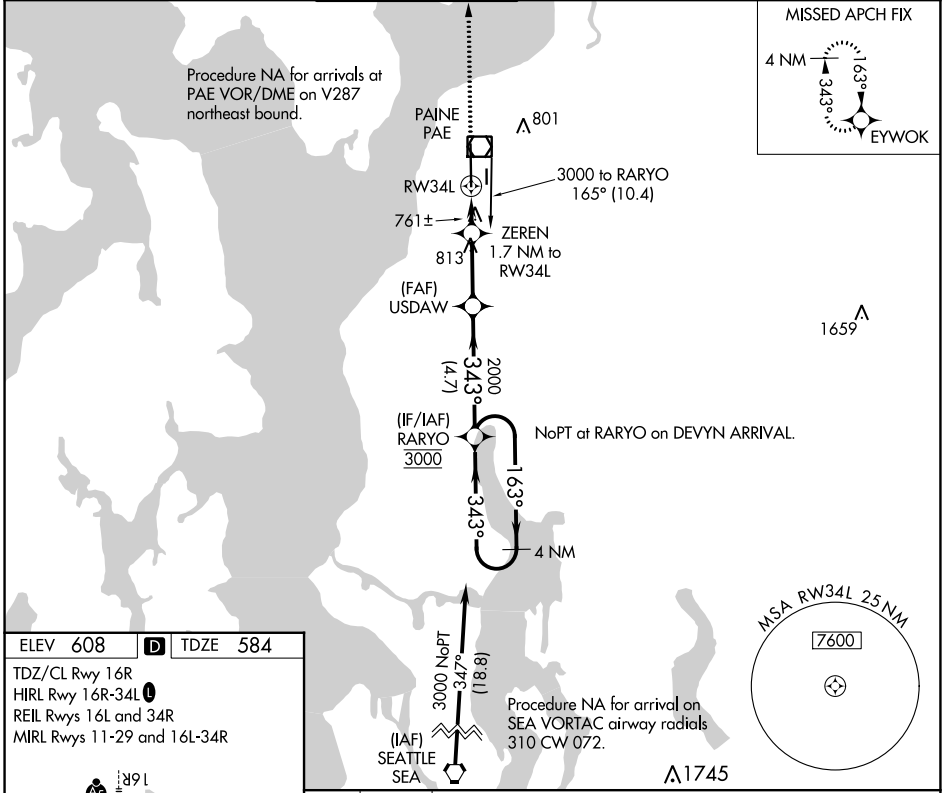 MISSED APCH FIX
4 NM
163°
343°
EYWOK
Procedure NA for arrivals at
PAE VOR/DME on V287
northeast bound.
PAINE
PAE
801
RW34L
3000 to RARYO
165° (10.4)
761±
ZEREN
1.7 NM to
RW34L
813
(FAF)
USDAW
1659
2000
343°
(4.7)
(IF/IAF)
RARYO
3000
NoPT at RARYO on DEVYN ARRIVAL.
163°
343°
4 NM
MSA RW34L 25 NM
7600
3000 NoPT
347°
(18.8)
Procedure NA for arrival on
SEA VORTAC airway radials
310 CW 072.
(IAF)
SEATTLE
SEA
1745
ELEV 608 D TDZE 584
TDZ/CL Rwy 16R
HIRL Rwy 16R-34L L
REIL Rwys 16L and 34R
MIRL Rwys 11-29 and 16L-34R
16R